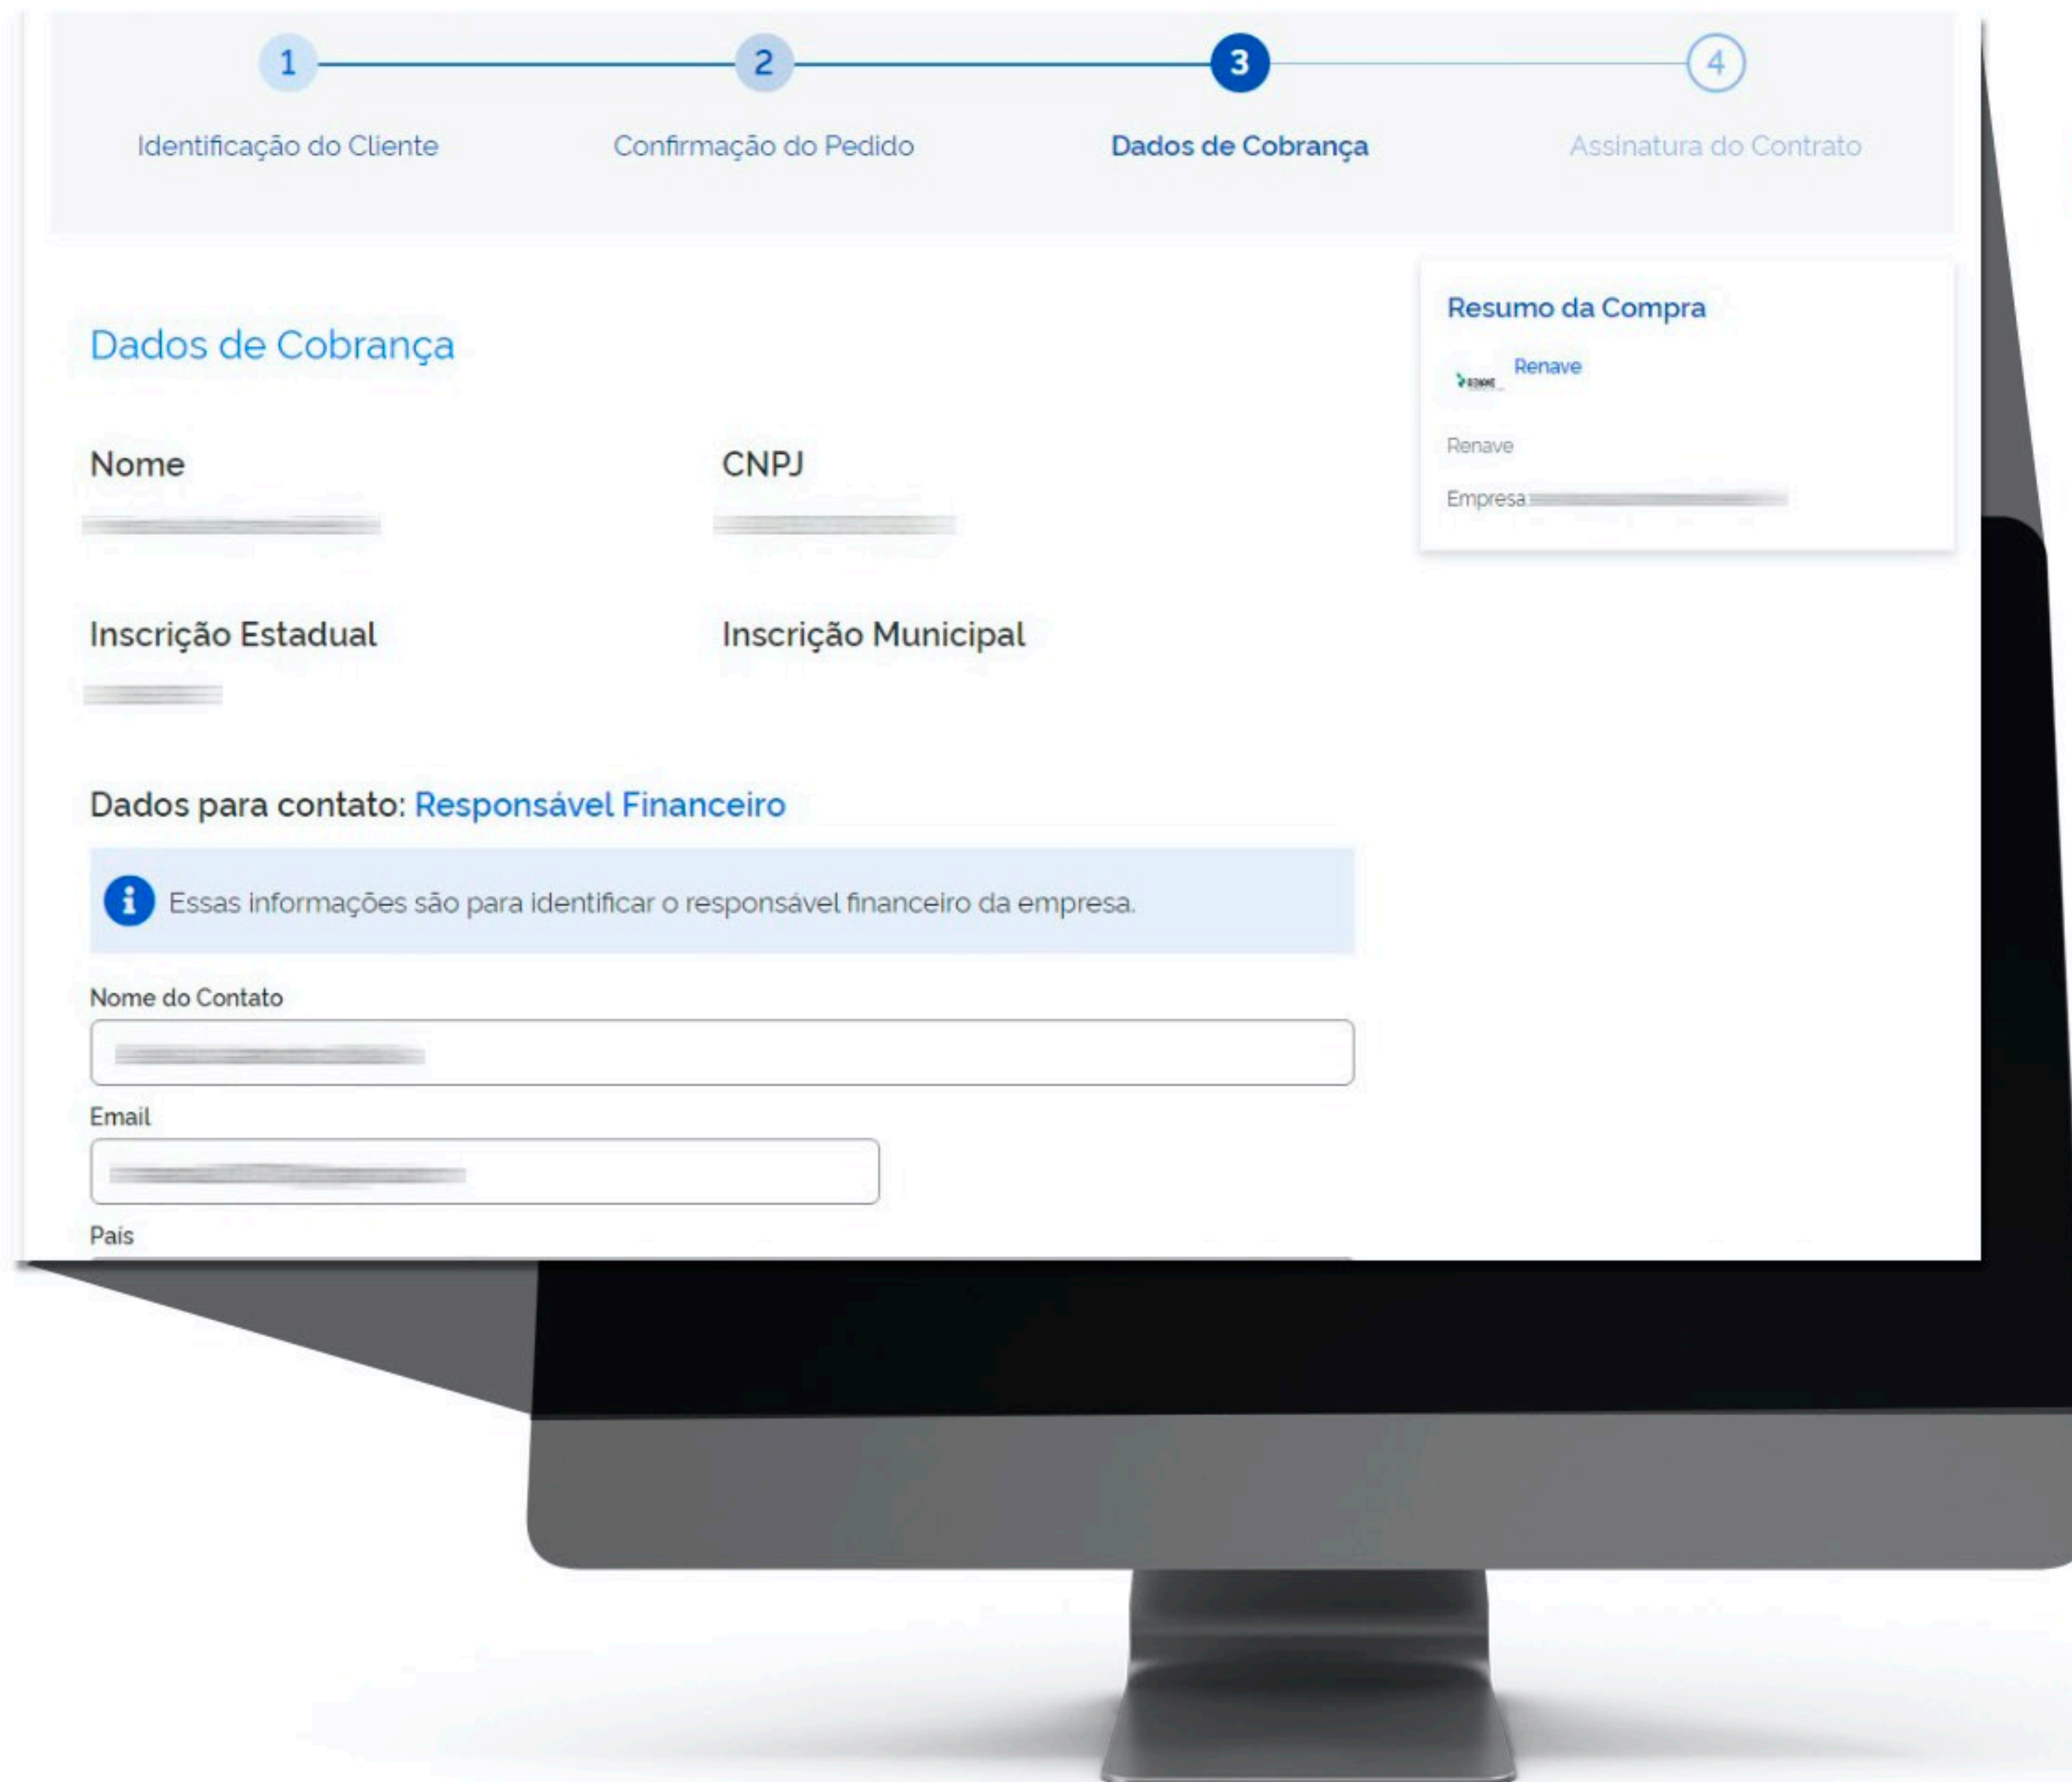 1
2
3
4
Identificação do Cliente
Confirmação do Pedido
Dados de Cobrança
Assinatura do Contrato
Dados de Cobrança
Nome
CNPJ
Inscrição Estadual
Inscrição Municipal
Dados para contato: Responsável Financeiro
Essas informações são para identificar o responsável financeiro da empresa.
Nome do Contato
Email
País
Resumo da Compra
Renave
Renave
Empresa